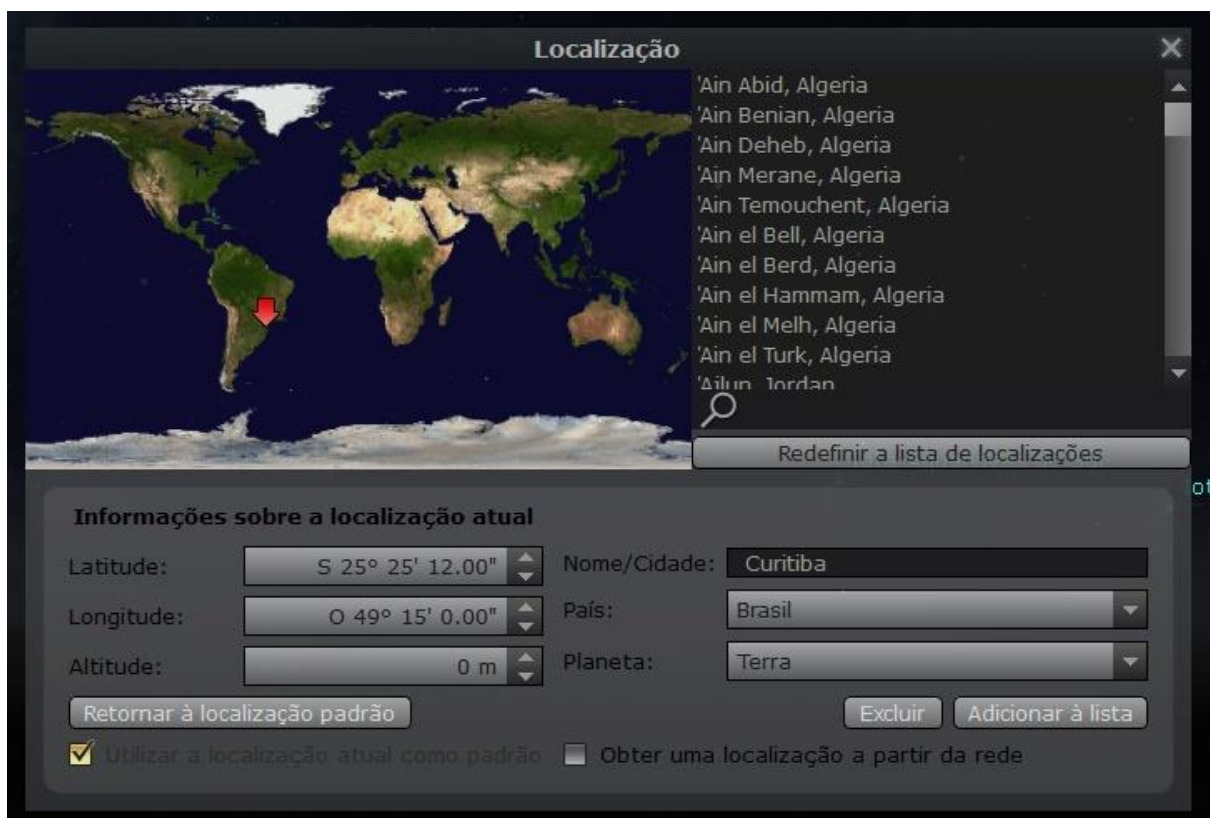 Localização
'Ain Abid, Algeria
'Ain Benian, Algeria
'Ain Deheb, Algeria
'Ain Merane, Algeria
'Ain Temouchent, Algeria
'Ain el Bell, Algeria
'Ain el Berd, Algeria
'Ain el Hammam, Algeria
'Ain el Melh, Algeria
'Ain el Turk, Algeria
'Ajlun, Jordan
Redefinir a lista de localizações
Informações sobre a localização atual
Latitude: S 25° 25' 12.00" Nome/Cidade: Curitiba
Longitude: O 49° 15' 0.00" País: Brasil
Altitude: 0 m Planeta: Terra
Retornar à localização padrão Excluir Adicionar à lista
Utilizar a localização atual como padrão Obter uma localização a partir da rede